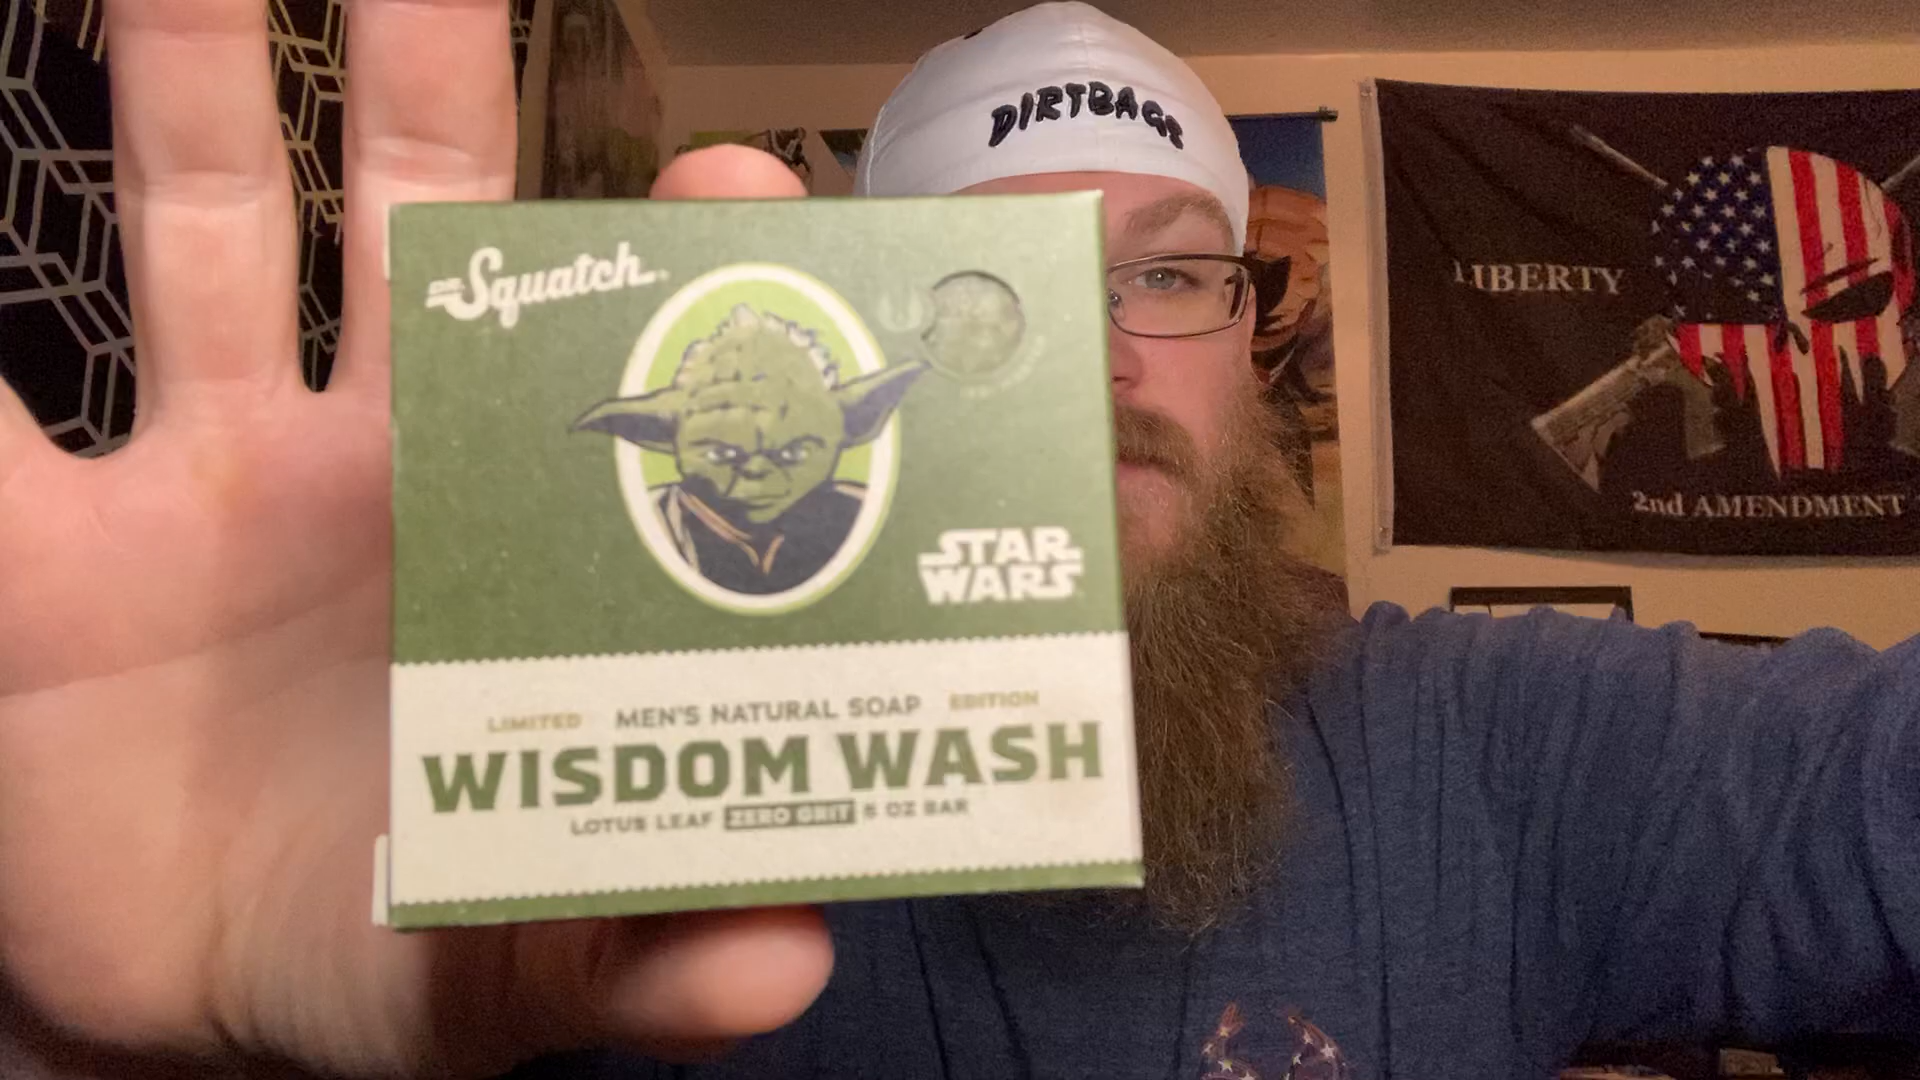 DIRTBAGS
DR. Squatch
STAR
WARS
LIMITED MEN'S NATURAL SOAP EDITION
WISDOM WASH
LOTUS LEAF ZERO GRIT 5 OZ BAR
LIBERTY
2nd AMENDMENT